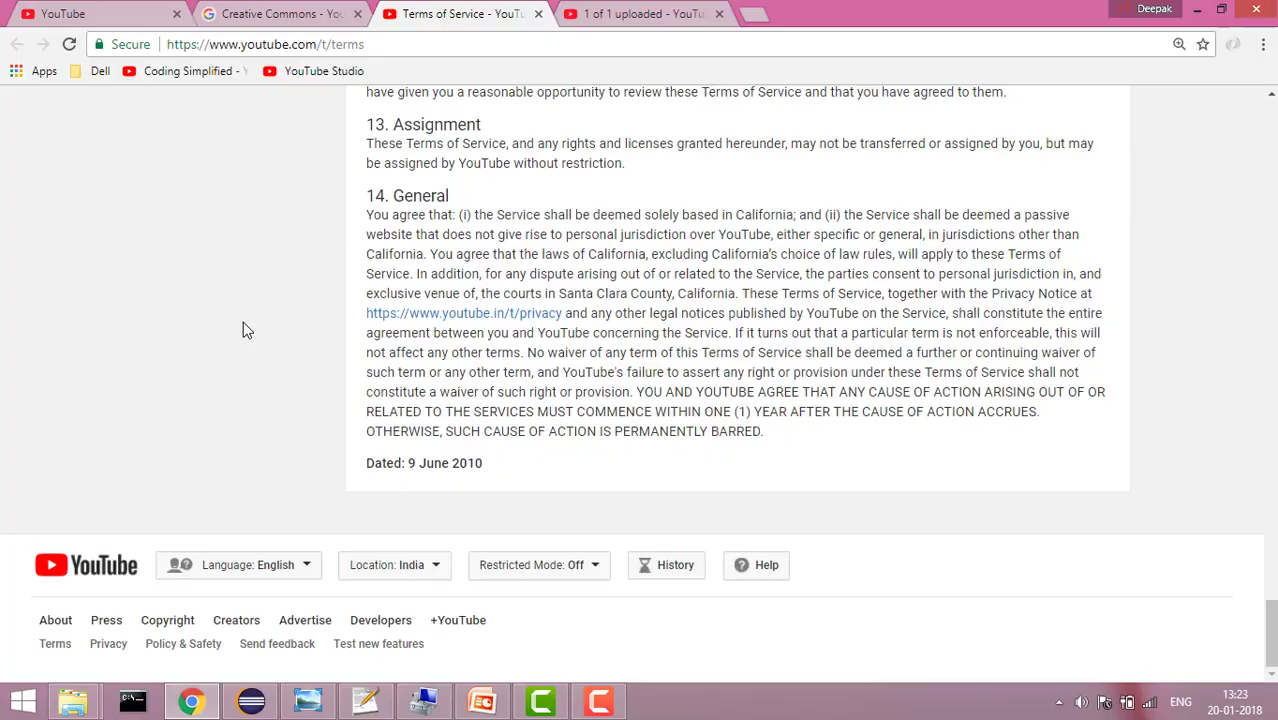 YouTube
Creative Commons - You
Terms of Service - YouTu
1 of 1 uploaded - YouTu
Deepak
Secure
https://www.youtube.com/t/terms
Apps
Dell
Coding Simplified -
YouTube Studio
have given you a reasonable opportunity to review these Terms of Service and that you have agreed to them.
13. Assignment
These Terms of Service, and any rights and licenses granted hereunder, may not be transferred or assigned by you, but may
be assigned by YouTube without restriction.
14. General
You agree that: (i) the Service shall be deemed solely based in California; and (ii) the Service shall be deemed a passive
website that does not give rise to personal jurisdiction over YouTube, either specific or general, in jurisdictions other than
California. You agree that the laws of California, excluding California's choice of law rules, will apply to these Terms of
Service. In addition, for any dispute arising out of or related to the Service, the parties consent to personal jurisdiction in, and
exclusive venue of, the courts in Santa Clara County, California. These Terms of Service, together with the Privacy Notice at
https://www.youtube.in/t/privacy and any other legal notices published by YouTube on the Service, shall constitute the entire
agreement between you and YouTube concerning the Service. If it turns out that a particular term is not enforceable, this will
not affect any other terms. No waiver of any term of this Terms of Service shall be deemed a further or continuing waiver of
such term or any other term, and YouTube's failure to assert any right or provision under these Terms of Service shall not
constitute a waiver of such right or provision. YOU AND YOUTUBE AGREE THAT ANY CAUSE OF ACTION ARISING OUT OF OR
RELATED TO THE SERVICES MUST COMMENCE WITHIN ONE (1) YEAR AFTER THE CAUSE OF ACTION ACCRUES.
OTHERWISE, SUCH CAUSE OF ACTION IS PERMANENTLY BARRED.
Dated: 9 June 2010
YouTube
Language: English
Location: India
Restricted Mode: Off
History
Help
About
Press
Copyright
Creators
Advertise
Developers
+YouTube
Terms
Privacy
Policy & Safety
Send feedback
Test new features
ENG
13:23
20-01-2018